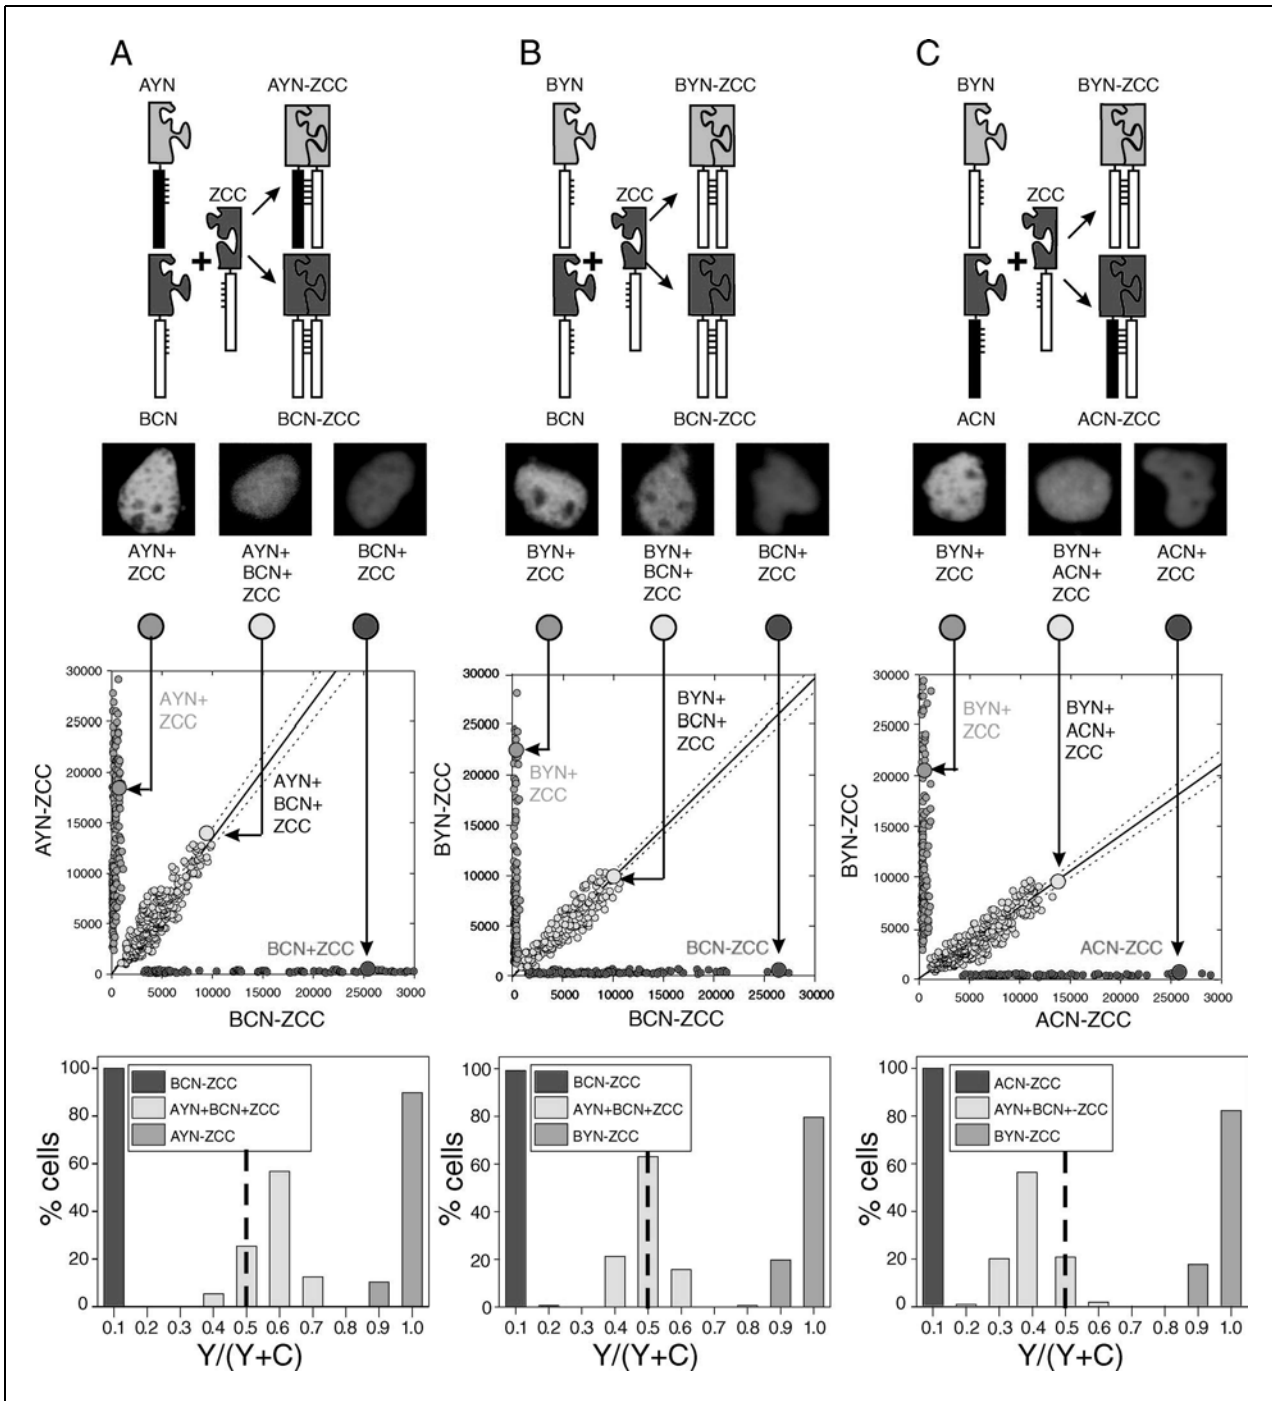 A
AYN
AYN-ZCC
ZCC
+
BCN
BCN-ZCC
AYN+
ZCC
AYN+
BCN+
ZCC
BCN+
ZCC
30000
25000
20000
15000
10000
5000
0
AYN-ZCC
AYN+
ZCC
AYN+
BCN+
ZCC
BCN+ZCC
0 5000 10000 15000 20000 25000 30000
BCN-ZCC
100
80
60
40
20
0
% cells
BCN-ZCC
AYN+BCN+ZCC
AYN-ZCC
0.1 0.2 0.3 0.4 0.5 0.6 0.7 0.8 0.9 1.0
Y/(Y+C)
B
BYN
BYN-ZCC
ZCC
+
BCN
BCN-ZCC
BYN+
ZCC
BYN+
BCN+
ZCC
BCN+
ZCC
30000
25000
20000
15000
10000
5000
0
BYN-ZCC
BYN+
ZCC
BYN+
BCN+
ZCC
BCN-ZCC
0 5000 10000 15000 20000 25000 30000
BCN-ZCC
100
80
60
40
20
0
% cells
BCN-ZCC
AYN+BCN+ZCC
BYN-ZCC
0.1 0.2 0.3 0.4 0.5 0.6 0.7 0.8 0.9 1.0
Y/(Y+C)
C
BYN
BYN-ZCC
ZCC
+
ACN
ACN-ZCC
BYN+
ZCC
BYN+
ACN+
ZCC
ACN+
ZCC
30000
25000
20000
15000
10000
5000
0
BYN-ZCC
BYN+
ZCC
BYN+
ACN+
ZCC
ACN-ZCC
0 5000 10000 15000 20000 25000 3000
ACN-ZCC
100
80
60
40
20
0
% cells
ACN-ZCC
AYN+BCN+-ZCC
BYN-ZCC
0.1 0.2 0.3 0.4 0.5 0.6 0.7 0.8 0.9 1.0
Y/(Y+C)